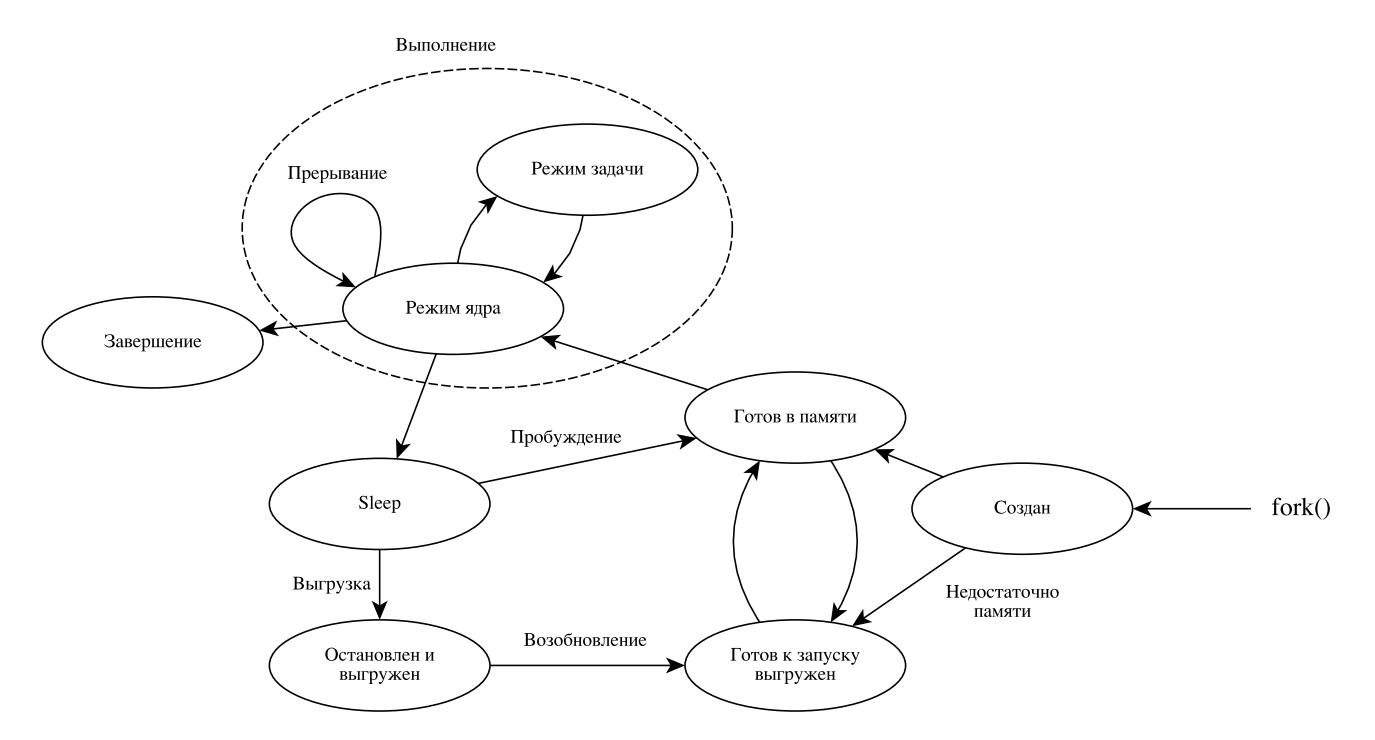 Выполнение
Режим задачи
Прерывание
Режим ядра
Завершение
Готов в памяти
Пробуждение
Sleep
Создан
fork()
Выгрузка
Недостаточно
памяти
Возобновление
Остановлен и
выгружен
Готов к запуску
выгружен